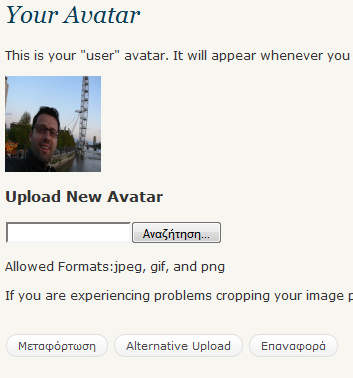 Your Avatar
This is your "user" avatar. It will appear whenever you
Upload New Avatar
Αναζήτηση...
Allowed Formats:jpeg, gif, and png
If you are experiencing problems cropping your image
Μεταφόρτωση Alternative Upload Επαναφορά